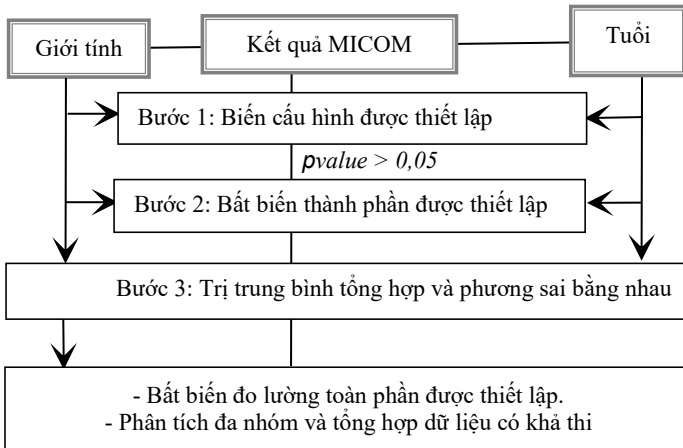 Giới tính
Kết quả MICOM
Tuổi
Bước 1: Biến cấu hình được thiết lập
pvalue > 0,05
Bước 2: Bất biến thành phần được thiết lập
Bước 3: Trị trung bình tổng hợp và phương sai bằng nhau
- Bất biến đo lường toàn phần được thiết lập.
- Phân tích đa nhóm và tổng hợp dữ liệu có khả thi